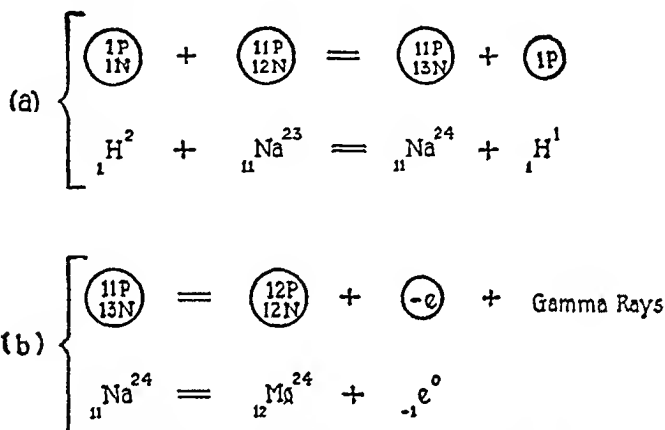 1P + 11P = 11P + 1P
1N 12N 13N
(a)
₁H² + ₁₁Na²³ = ₁₁Na²⁴ + ₁H¹
11P = 12P + -e + Gamma Rays
13N 12N
(b)
₁₁Na²⁴ = ₁₂Mg²⁴ + ₋₁e⁰